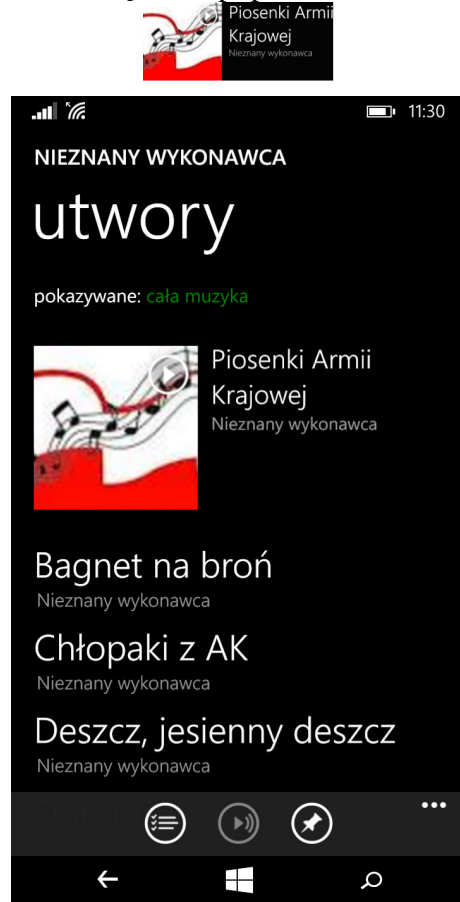 Piosenki Armii
Krajowej
Nieznany wykonawca
11:30
NIEZNANY WYKONAWCA
utwory
pokazywane: cała muzyka
Piosenki Armii
Krajowej
Nieznany wykonawca
Bagnet na broń
Nieznany wykonawca
Chłopaki z AK
Nieznany wykonawca
Deszcz, jesienny deszcz
Nieznany wykonawca